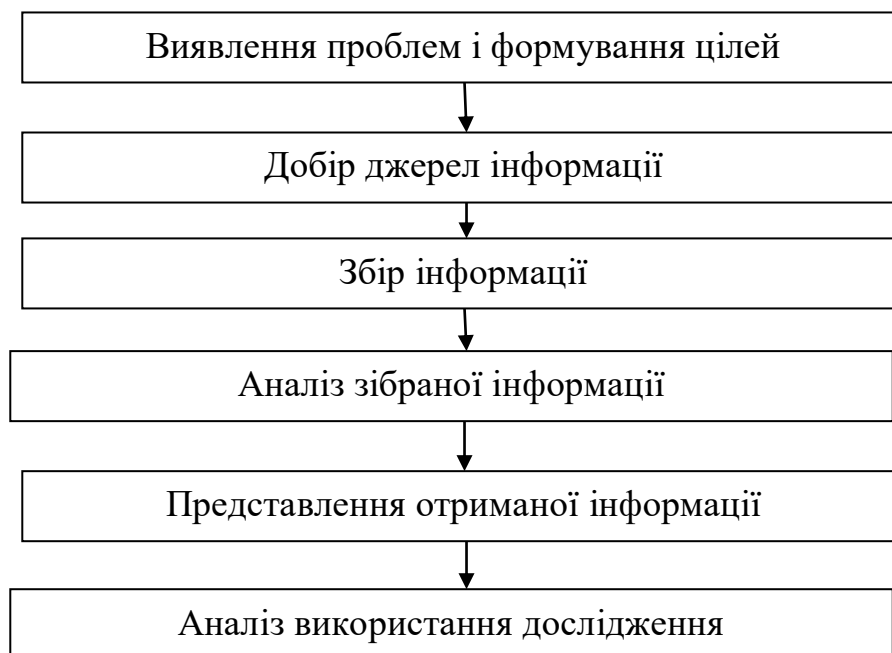 Виявлення проблем і формування цілей
Добір джерел інформації
Збір інформації
Аналіз зібраної інформації
Представлення отриманої інформації
Аналіз використання дослідження